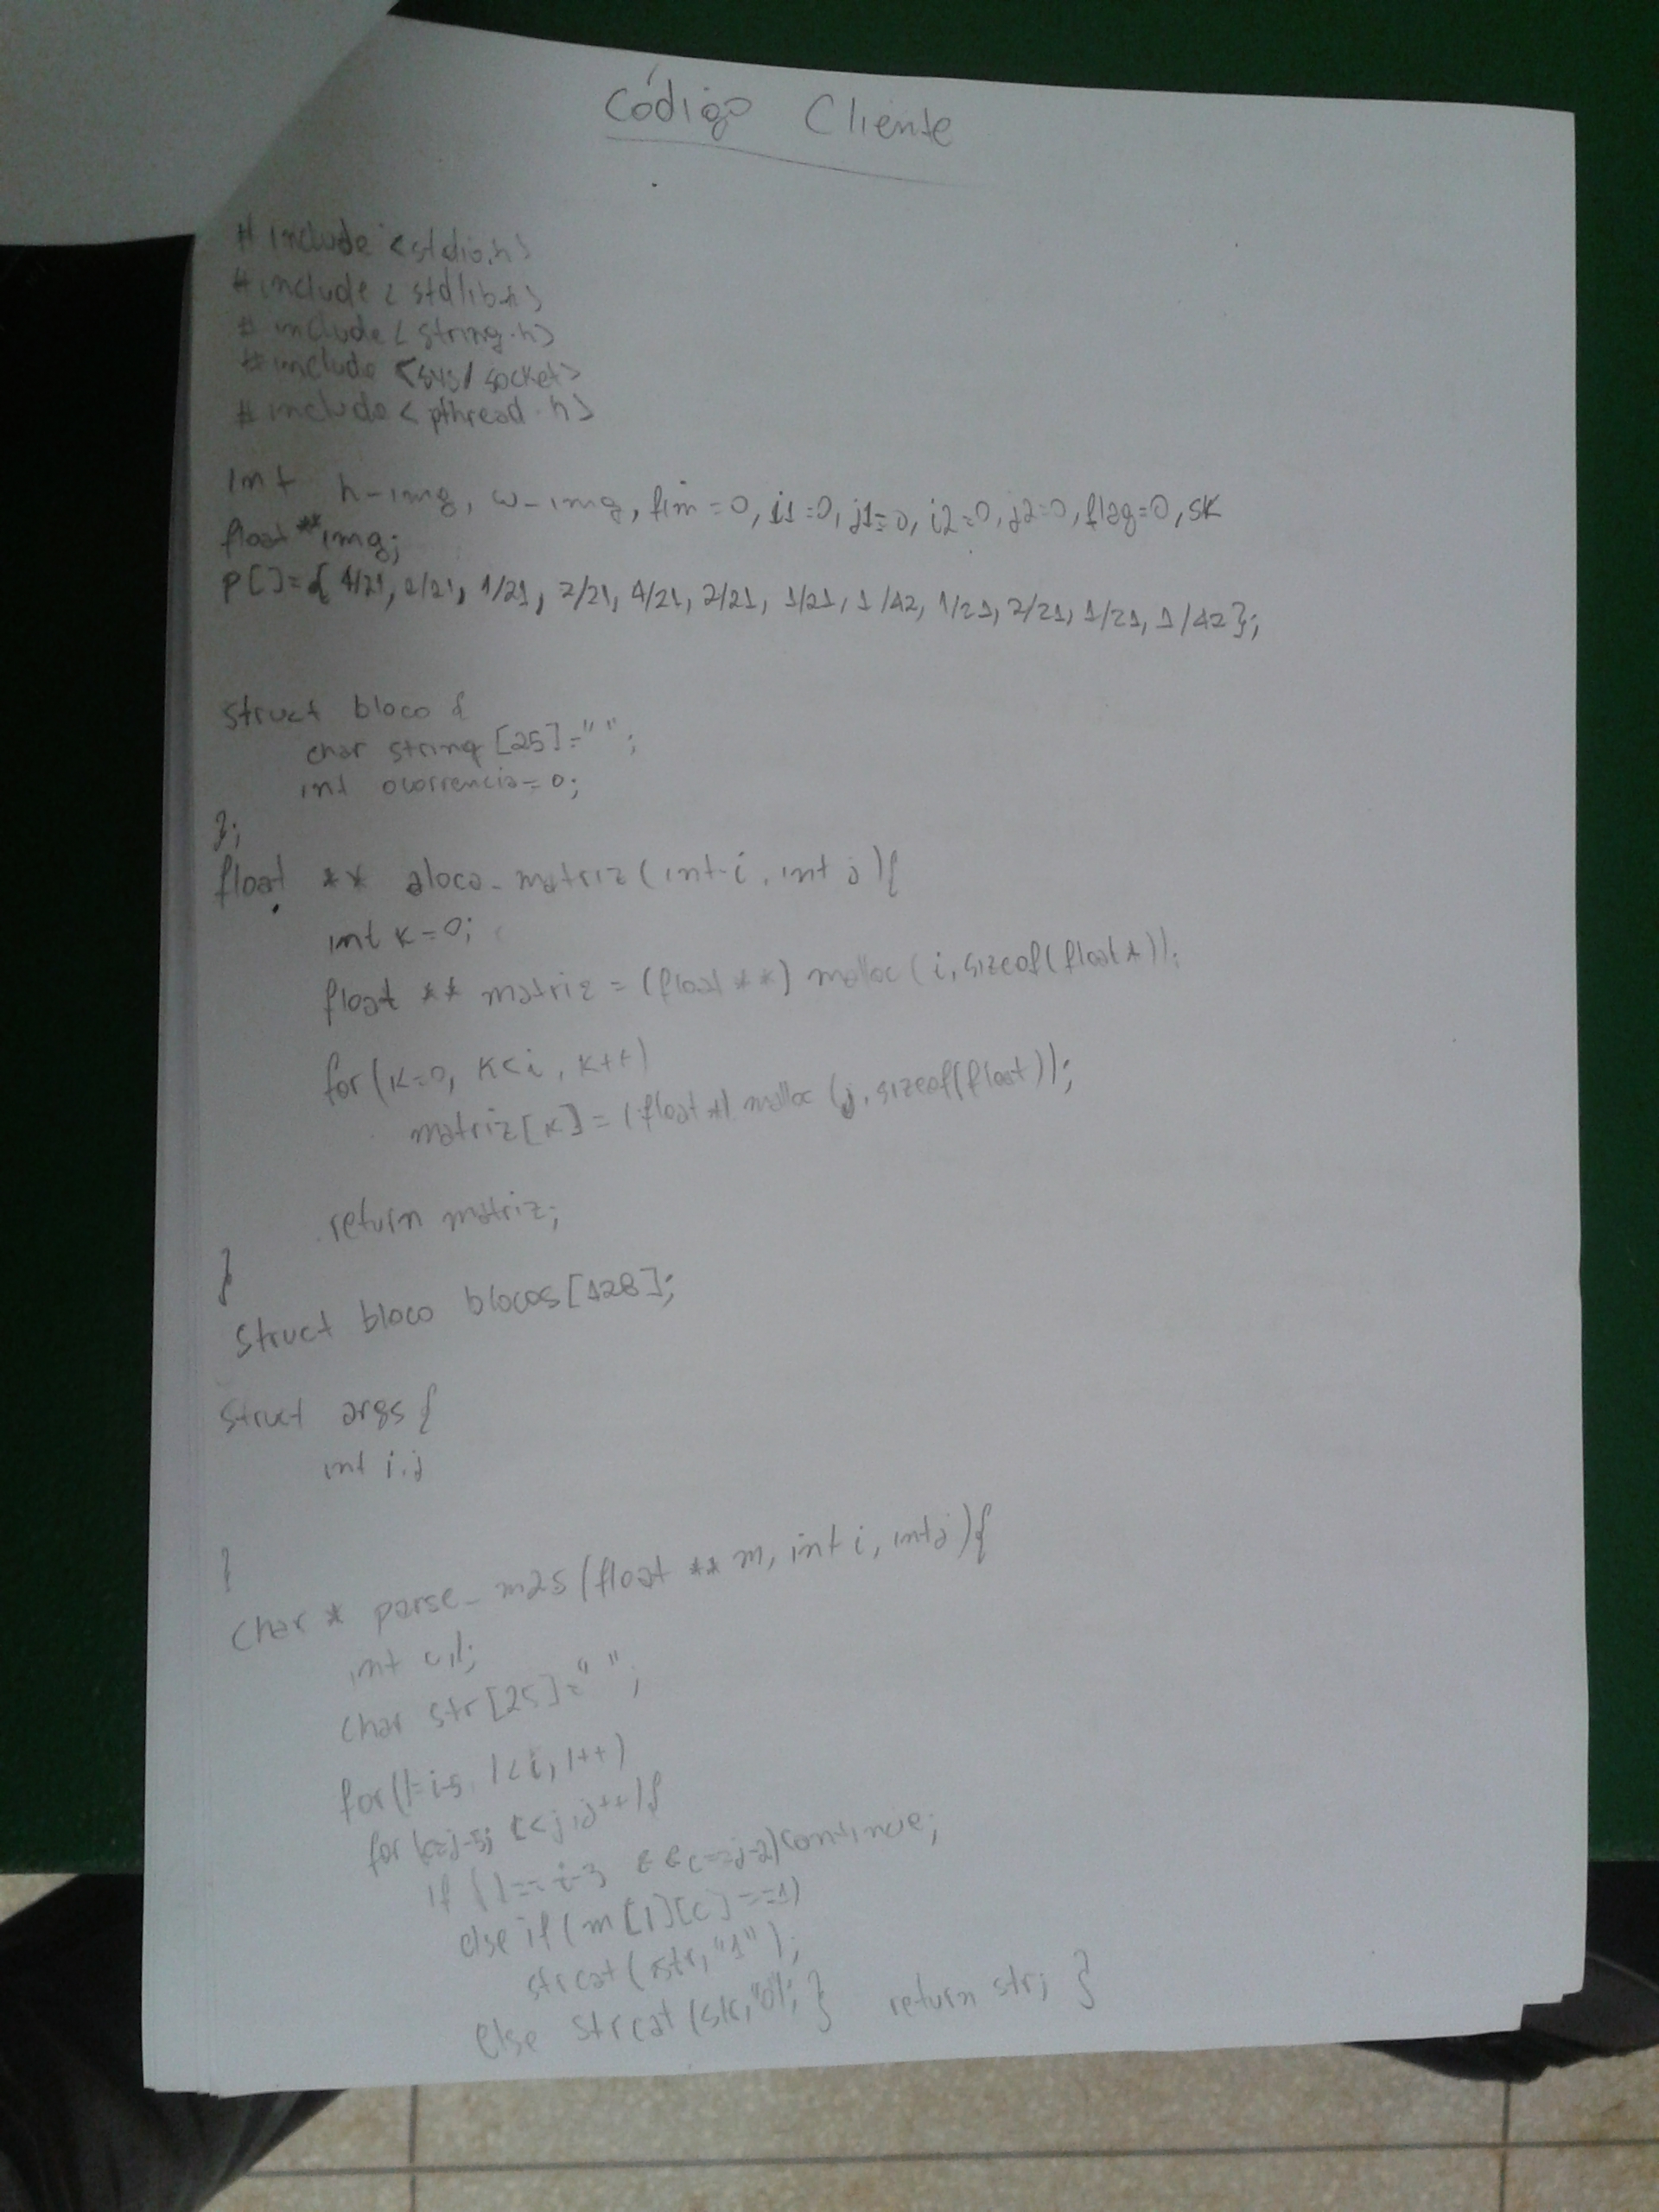 Código Cliente
# include <stdio.h>
# include < stdlib.h>
# include < string.h>
# include <sys/ socket>
# include < pthread.h>
int h-img, w-img, fim = 0, i1=0, j1=0, i2=0, j2=0, flag=0, sk
float **img;
p[]={ 4/21, 2/21, 1/21, 2/21, 4/21, 2/21, 1/21, 1/42, 1/21, 2/21, 1/21, 1/42};
struct bloco {
char string [25]=" ";
int ocorrencia=0;
};
float ** aloca_matriz (int i, int j){
int k=0;
float ** matriz = (float **) malloc (i, sizeof(float*));
for(k=0, k<i, k++)
matriz[k] = (float *) malloc (j, sizeof(float));
return matriz;
}
struct bloco blocos[128];
struct args {
int i,j
}
char * parse_m25 (float ** m, int i, int j){
int c,l;
char str [25]=" ";
for(l=i-5, l<i, l++)
for (c=j-5; c<j, j++){
if (l== i-3 && c==j-2) continue;
else if (m[l][c]==1)
strcat (str, "1");
else strcat (str,"0); } return str; }